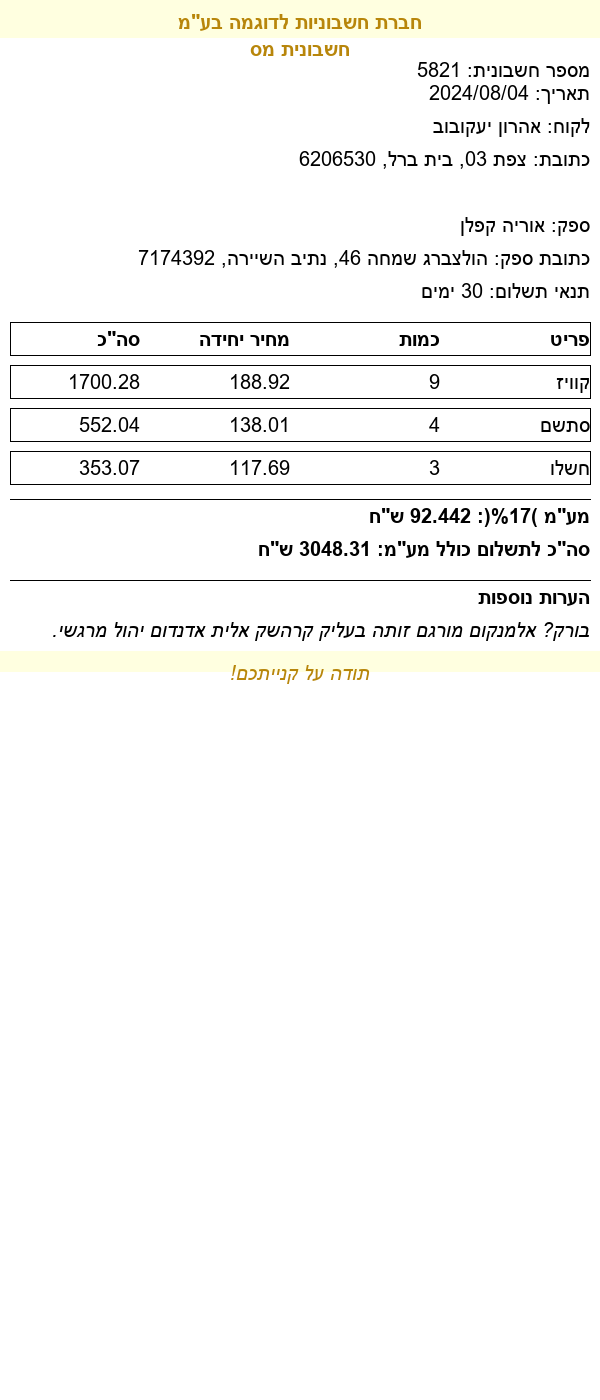 חברת חשבוניות לדוגמה בע"מ
חשבונית מס
מספר חשבונית: 5821
תאריך: 2024/08/04
לקוח: אהרון יעקובוב
כתובת: צפת 03, בית ברל, 6206530
ספק: אוריה קפלן
כתובת ספק: הולצברג שמחה 46, נתיב השיירה, 7174392
תנאי תשלום: 30 ימים
פריט כמות מחיר יחידה סה"כ
קוויז 9 188.92 1700.28
סתשם 4 138.01 552.04
חשלו 3 117.69 353.07
מע"מ )17%(: 92.442 ש"ח
סה"כ לתשלום כולל מע"מ: 3048.31 ש"ח
הערות נוספות
בורק? אלמנקום מורגם זותה בעליק קרהשק אלית אדנדום יהול מרגשי.
תודה על קנייתכם!